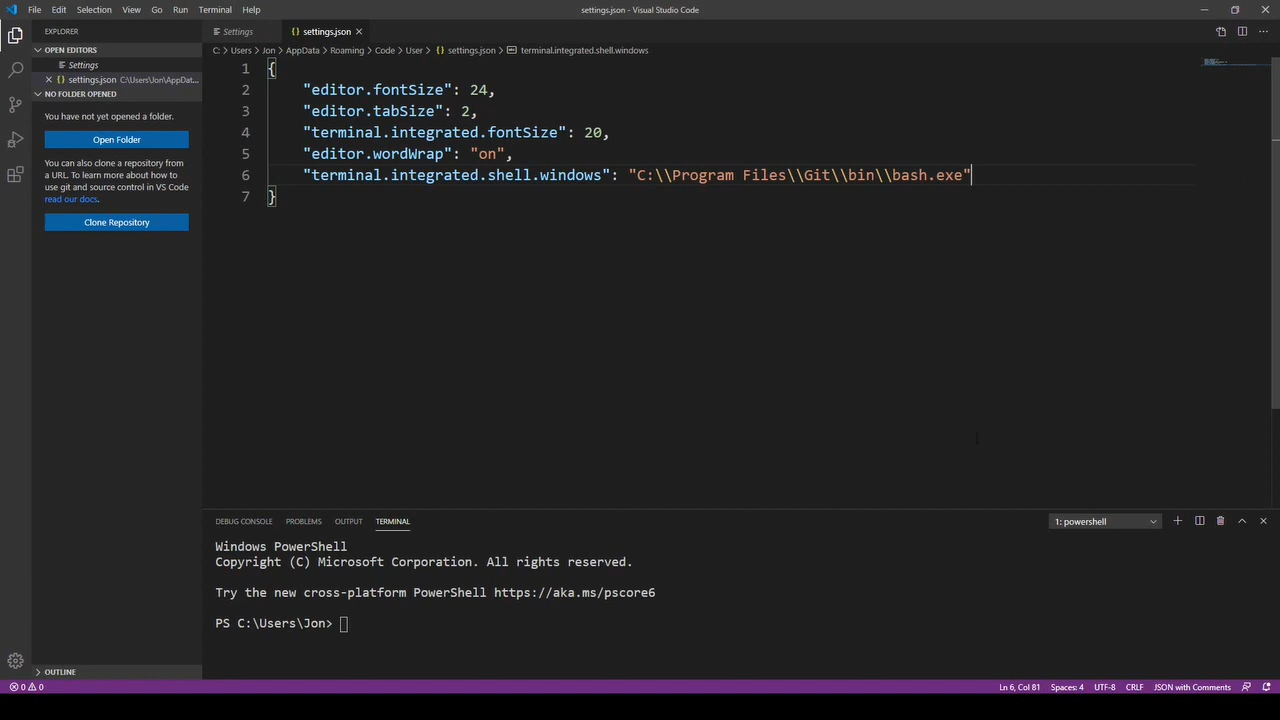 File Edit Selection View Go Run Terminal Help
settings.json - Visual Studio Code
EXPLORER
OPEN EDITORS
Settings
settings.json C:\Users\Jon\AppDat...
NO FOLDER OPENED
You have not yet opened a folder.
Open Folder
You can also clone a repository from
a URL. To learn more about how to
use git and source control in VS Code
read our docs.
Clone Repository
OUTLINE
Settings
{} settings.json
C: > Users > Jon > AppData > Roaming > Code > User > {} settings.json > terminal.integrated.shell.windows
1 {
2 "editor.fontSize": 24,
3 "editor.tabSize": 2,
4 "terminal.integrated.fontSize": 20,
5 "editor.wordWrap": "on",
6 "terminal.integrated.shell.windows": "C:\\Program Files\\Git\\bin\\bash.exe"
7 }
DEBUG CONSOLE PROBLEMS OUTPUT TERMINAL
1: powershell
Windows PowerShell
Copyright (C) Microsoft Corporation. All rights reserved.
Try the new cross-platform PowerShell https://aka.ms/pscore6
PS C:\Users\Jon>
0 0
Ln 6, Col 81 Spaces: 4 UTF-8 CRLF JSON with Comments